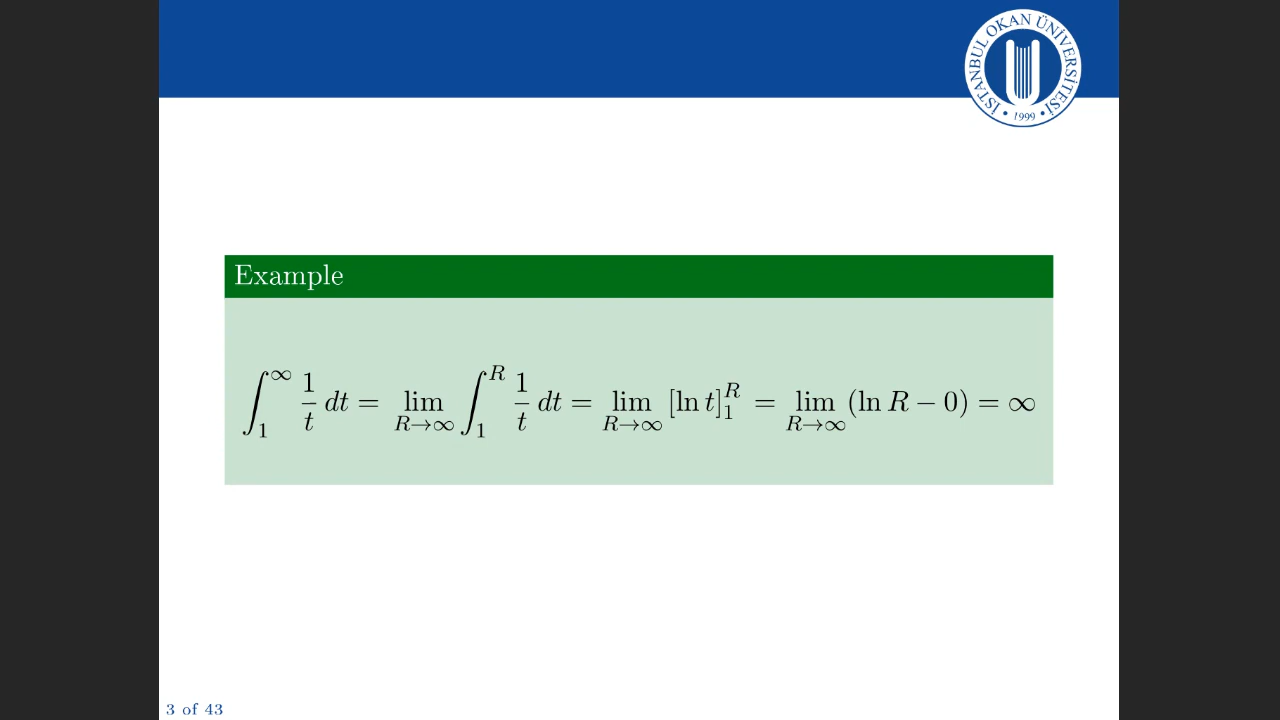 İSTANBUL OKAN ÜNİVERSİTESİ
• 1999 •
Example
∫₁^∞ 1/t dt = lim_{R→∞} ∫₁^R 1/t dt = lim_{R→∞} [ln t]₁^R = lim_{R→∞} (ln R − 0) = ∞
3 of 43